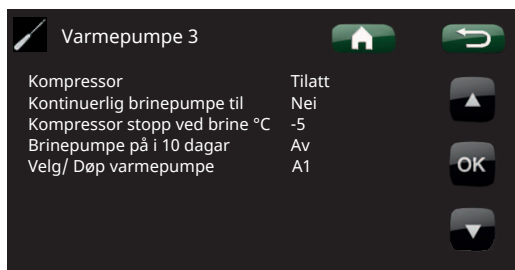 Varmepumpe 3
Kompressor Tilatt
Kontinuerlig brinepumpe til Nei
Kompressor stopp ved brine °C -5
Brinepumpe på i 10 dagar Av
Velg/ Døp varmepumpe A1
OK